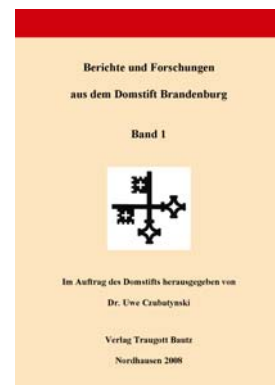 Berichte und Forschungen
aus dem Domstift Brandenburg
Band 1
Im Auftrag des Domstifts herausgegeben von
Dr. Uwe Czubatynski
Verlag Traugott Bautz
Nordhausen 2008